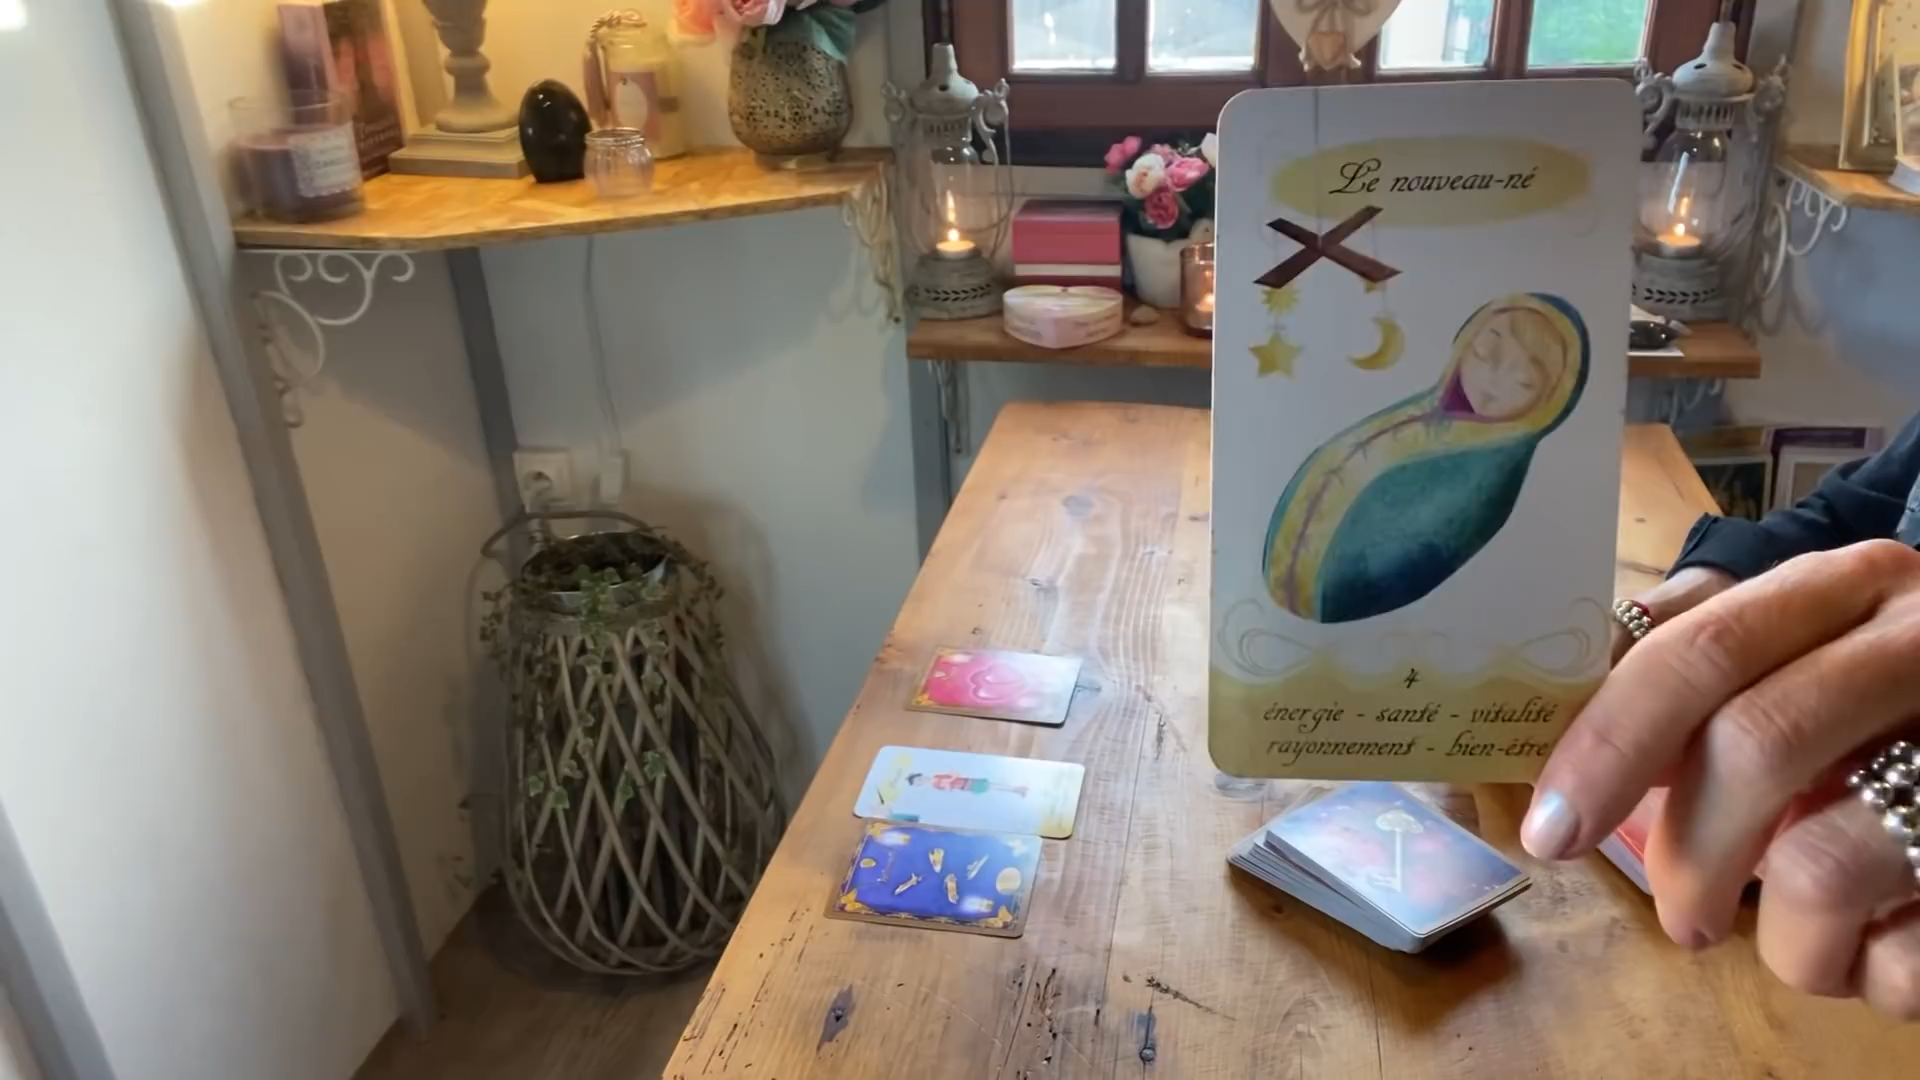 Le nouveau-né
4
énergie - santé - vitalité
rayonnement - bien-être